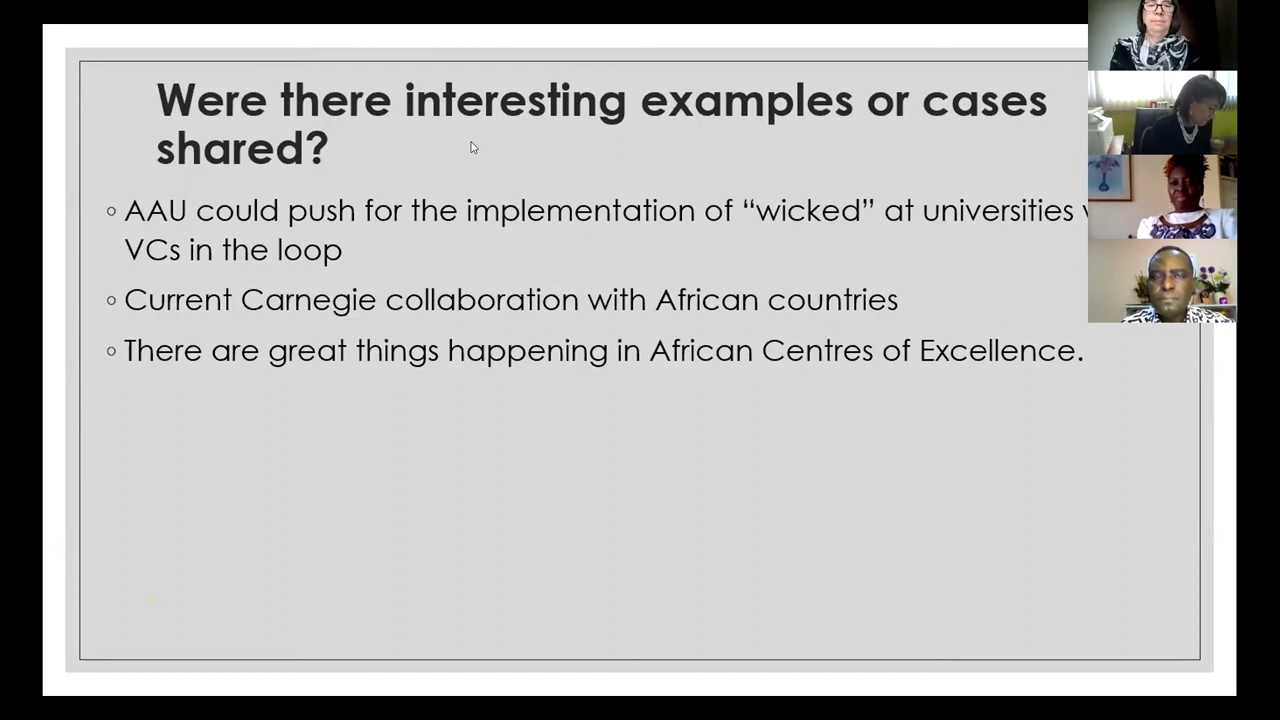 Were there interesting examples or cases
shared?
◦ AAU could push for the implementation of “wicked” at universities
VCs in the loop
◦ Current Carnegie collaboration with African countries
◦ There are great things happening in African Centres of Excellence.